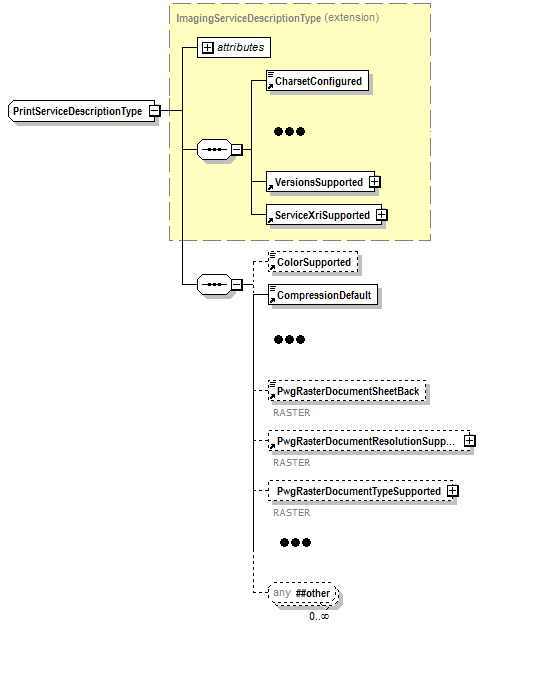 ImagingServiceDescriptionType (extension)
attributes
CharsetConfigured
PrintServiceDescriptionType
VersionsSupported
ServiceXriSupported
ColorSupported
CompressionDefault
PwgRasterDocumentSheetBack
RASTER
PwgRasterDocumentResolutionSupp...
RASTER
PwgRasterDocumentTypeSupported
RASTER
any ##other
0..∞